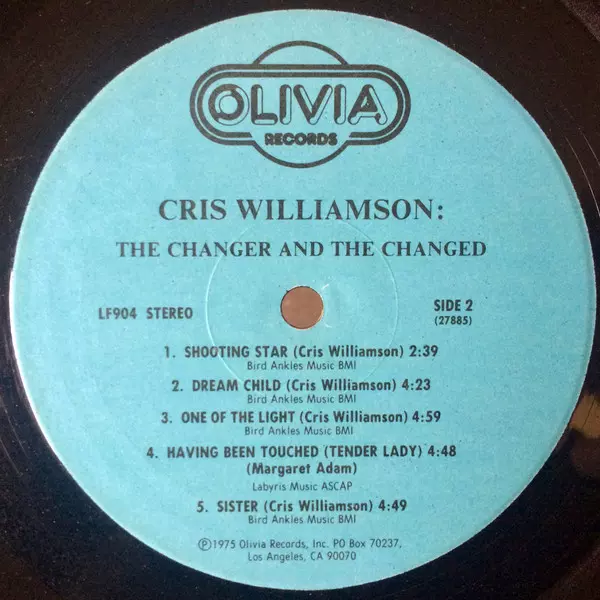 OLIVIA
RECORDS
CRIS WILLIAMSON:
THE CHANGER AND THE CHANGED
LF904 STEREO
SIDE 2
(27885)
1. SHOOTING STAR (Cris Williamson) 2:39
Bird Ankles Music BMI
2. DREAM CHILD (Cris Williamson) 4:23
Bird Ankles Music BMI
3. ONE OF THE LIGHT (Cris Williamson) 4:59
Bird Ankles Music BMI
4. HAVING BEEN TOUCHED (TENDER LADY) 4:48
(Margaret Adam)
Labyris Music ASCAP
5. SISTER (Cris Williamson) 4:49
Bird Ankles Music BMI
Ⓟ1975 Olivia Records, Inc. PO Box 70237,
Los Angeles, CA 90070